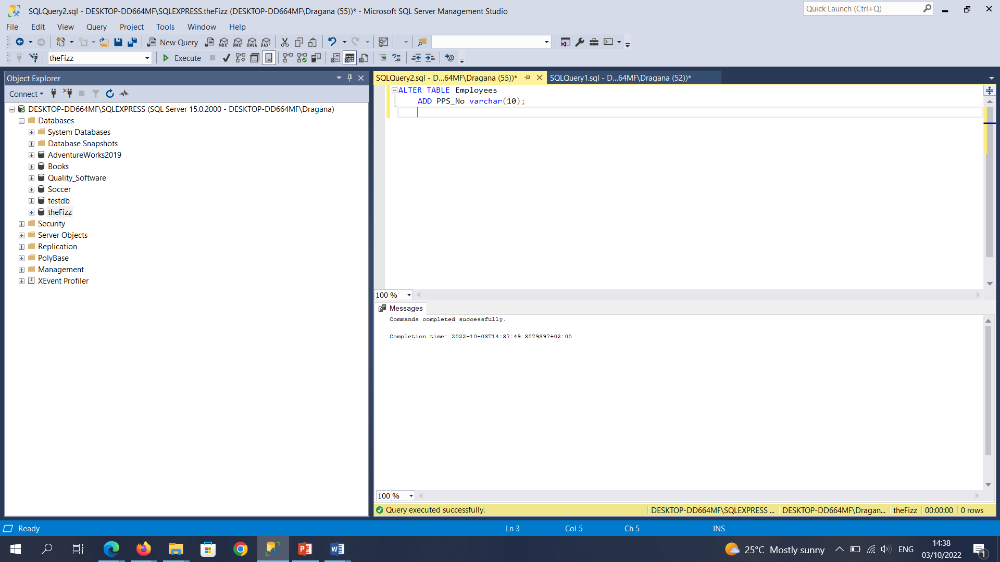 SQLQuery2.sql - DESKTOP-DD664MF\SQLEXPRESS.theFizz (DESKTOP-DD664MF\Dragana (55))* - Microsoft SQL Server Management Studio
Quick Launch (Ctrl+Q)
File Edit View Query Project Tools Window Help
New Query MDX DMX XMLA DAX
theFizz Execute
Object Explorer
SQLQuery2.sql - D...64MF\Dragana (55))* SQLQuery1.sql - D...64MF\Dragana (52))*
Connect
DESKTOP-DD664MF\SQLEXPRESS (SQL Server 15.0.2000 - DESKTOP-DD664MF\Dragana)
Databases
System Databases
Database Snapshots
AdventureWorks2019
Books
Quality_Software
Soccer
testdb
theFizz
Security
Server Objects
Replication
PolyBase
Management
XEvent Profiler
ALTER TABLE Employees
ADD PPS_No varchar(10);
100 %
Messages
Commands completed successfully.
Completion time: 2022-10-03T14:37:49.3079397+02:00
100 %
Query executed successfully. DESKTOP-DD664MF\SQLEXPRESS ... DESKTOP-DD664MF\Dragan... theFizz 00:00:00 0 rows
Ready Ln 3 Col 5 Ch 5 INS
25°C Mostly sunny ENG 14:38
03/10/2022
1